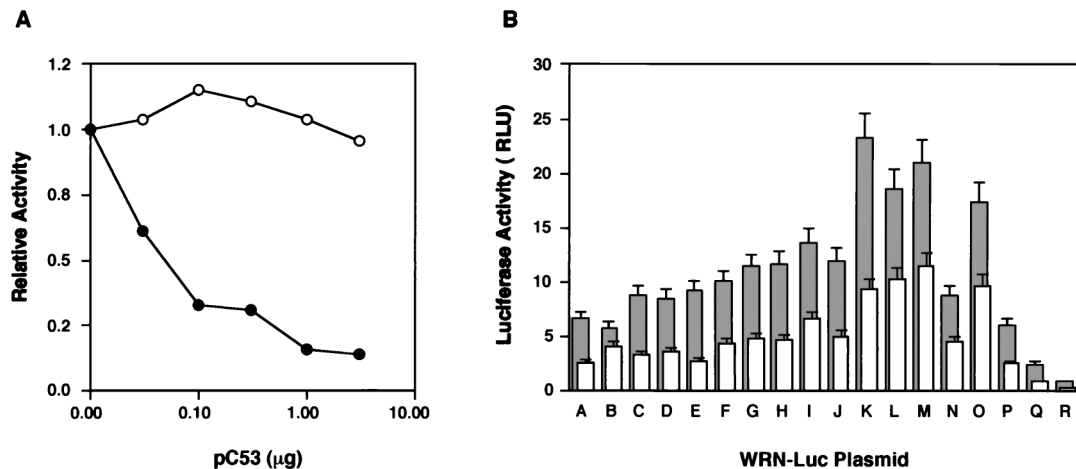 A
1.2
1.0
0.8
0.5
0.2
0.0
Relative Activity
0.00 0.10 1.00 10.00
pC53 (μg)
B
30
25
20
15
10
5
0
Luciferase Activity ( RLU)
A B C D E F G H I J K L M N O P Q R
WRN-Luc Plasmid